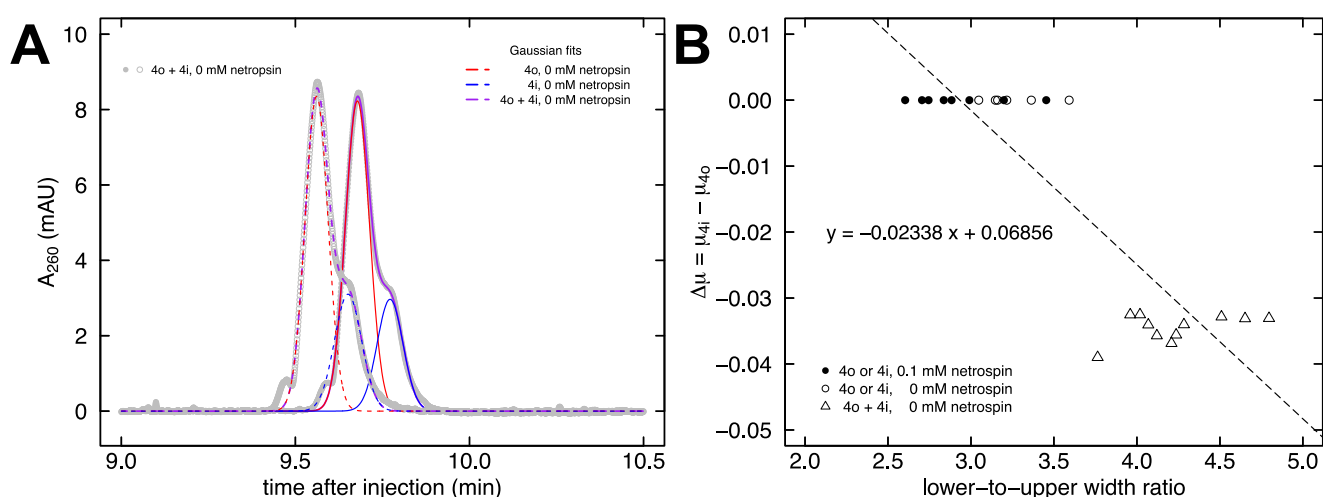 A
10
8
6
4
2
0
A260 (mAU)
4o + 4i, 0 mM netropsin
Gaussian fits
4o, 0 mM netropsin
4i, 0 mM netropsin
4o + 4i, 0 mM netropsin
9.0 9.5 10.0 10.5
time after injection (min)
B
0.01
0.00
−0.01
−0.02
−0.03
−0.04
−0.05
Δμ = μ4i − μ4o
y = −0.02338 x + 0.06856
4o or 4i, 0.1 mM netrospin
4o or 4i, 0 mM netrospin
4o + 4i, 0 mM netrospin
2.0 2.5 3.0 3.5 4.0 4.5 5.0
lower−to−upper width ratio